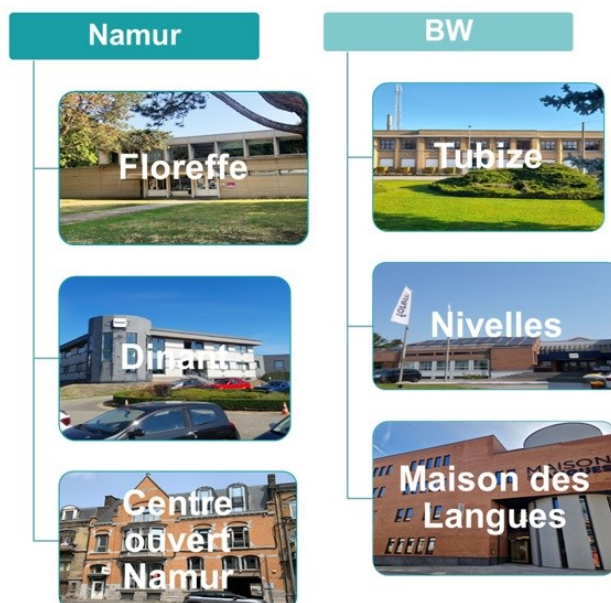 Namur
Floreffe
Dinant
Centre
ouvert
Namur
BW
Tubize
Nivelles
Maison des
Langues